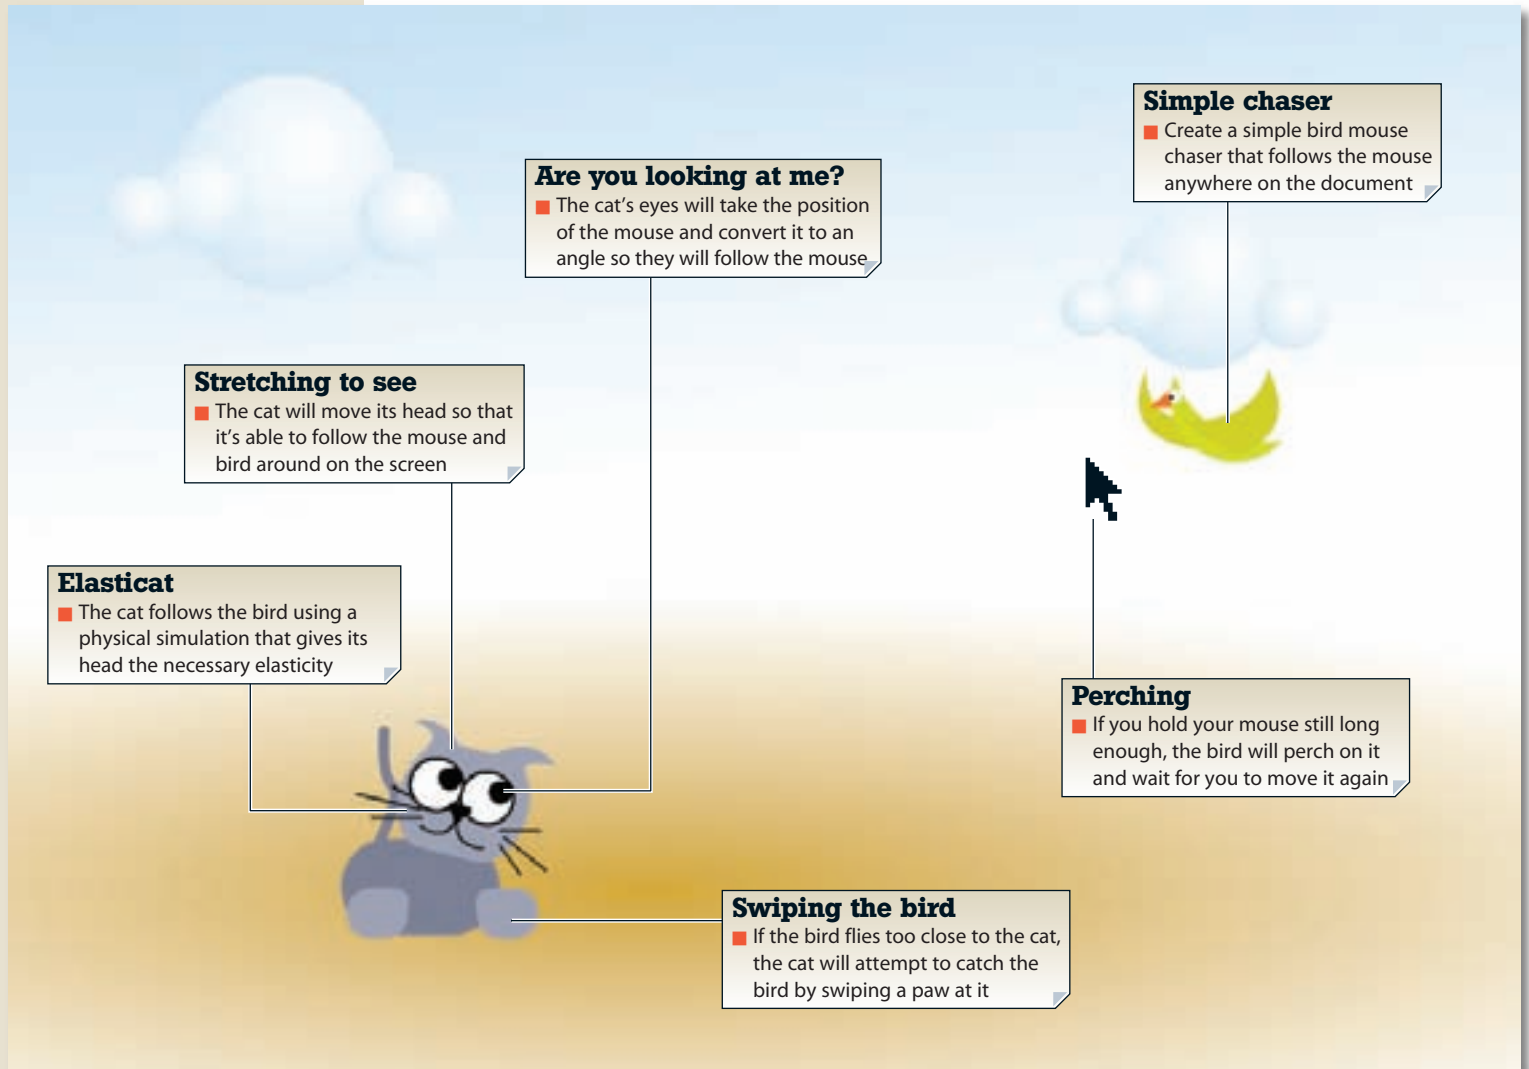 Simple chaser
Create a simple bird mouse
chaser that follows the mouse
anywhere on the document
Are you looking at me?
The cat's eyes will take the position
of the mouse and convert it to an
angle so they will follow the mouse
Stretching to see
The cat will move its head so that
it's able to follow the mouse and
bird around on the screen
Elasticat
The cat follows the bird using a
physical simulation that gives its
head the necessary elasticity
Perching
If you hold your mouse still long
enough, the bird will perch on it
and wait for you to move it again
Swiping the bird
If the bird flies too close to the cat,
the cat will attempt to catch the
bird by swiping a paw at it